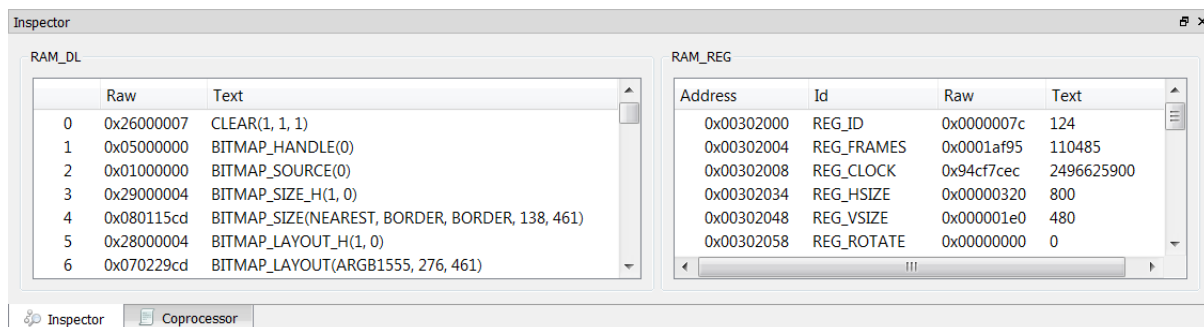 Inspector
RAM_DL
Raw Text
0 0x26000007 CLEAR(1, 1, 1)
1 0x05000000 BITMAP_HANDLE(0)
2 0x01000000 BITMAP_SOURCE(0)
3 0x29000004 BITMAP_SIZE_H(1, 0)
4 0x080115cd BITMAP_SIZE(NEAREST, BORDER, BORDER, 138, 461)
5 0x28000004 BITMAP_LAYOUT_H(1, 0)
6 0x070229cd BITMAP_LAYOUT(ARGB1555, 276, 461)
RAM_REG
Address Id Raw Text
0x00302000 REG_ID 0x0000007c 124
0x00302004 REG_FRAMES 0x0001af95 110485
0x00302008 REG_CLOCK 0x94cf7cec 2496625900
0x00302034 REG_HSIZE 0x00000320 800
0x00302048 REG_VSIZE 0x000001e0 480
0x00302058 REG_ROTATE 0x00000000 0
Inspector Coprocessor